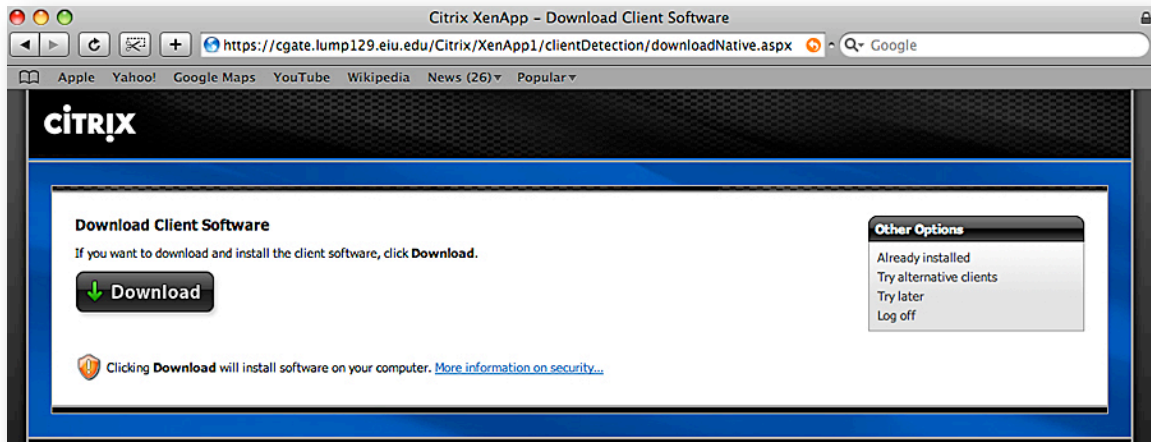 Citrix XenApp – Download Client Software
https://cgate.lump129.eiu.edu/Citrix/XenApp1/clientDetection/downloadNative.aspx
Google
Apple Yahoo! Google Maps YouTube Wikipedia News (26) Popular
CITRIX
Download Client Software
If you want to download and install the client software, click Download.
Download
Clicking Download will install software on your computer. More information on security...
Other Options
Already installed
Try alternative clients
Try later
Log off